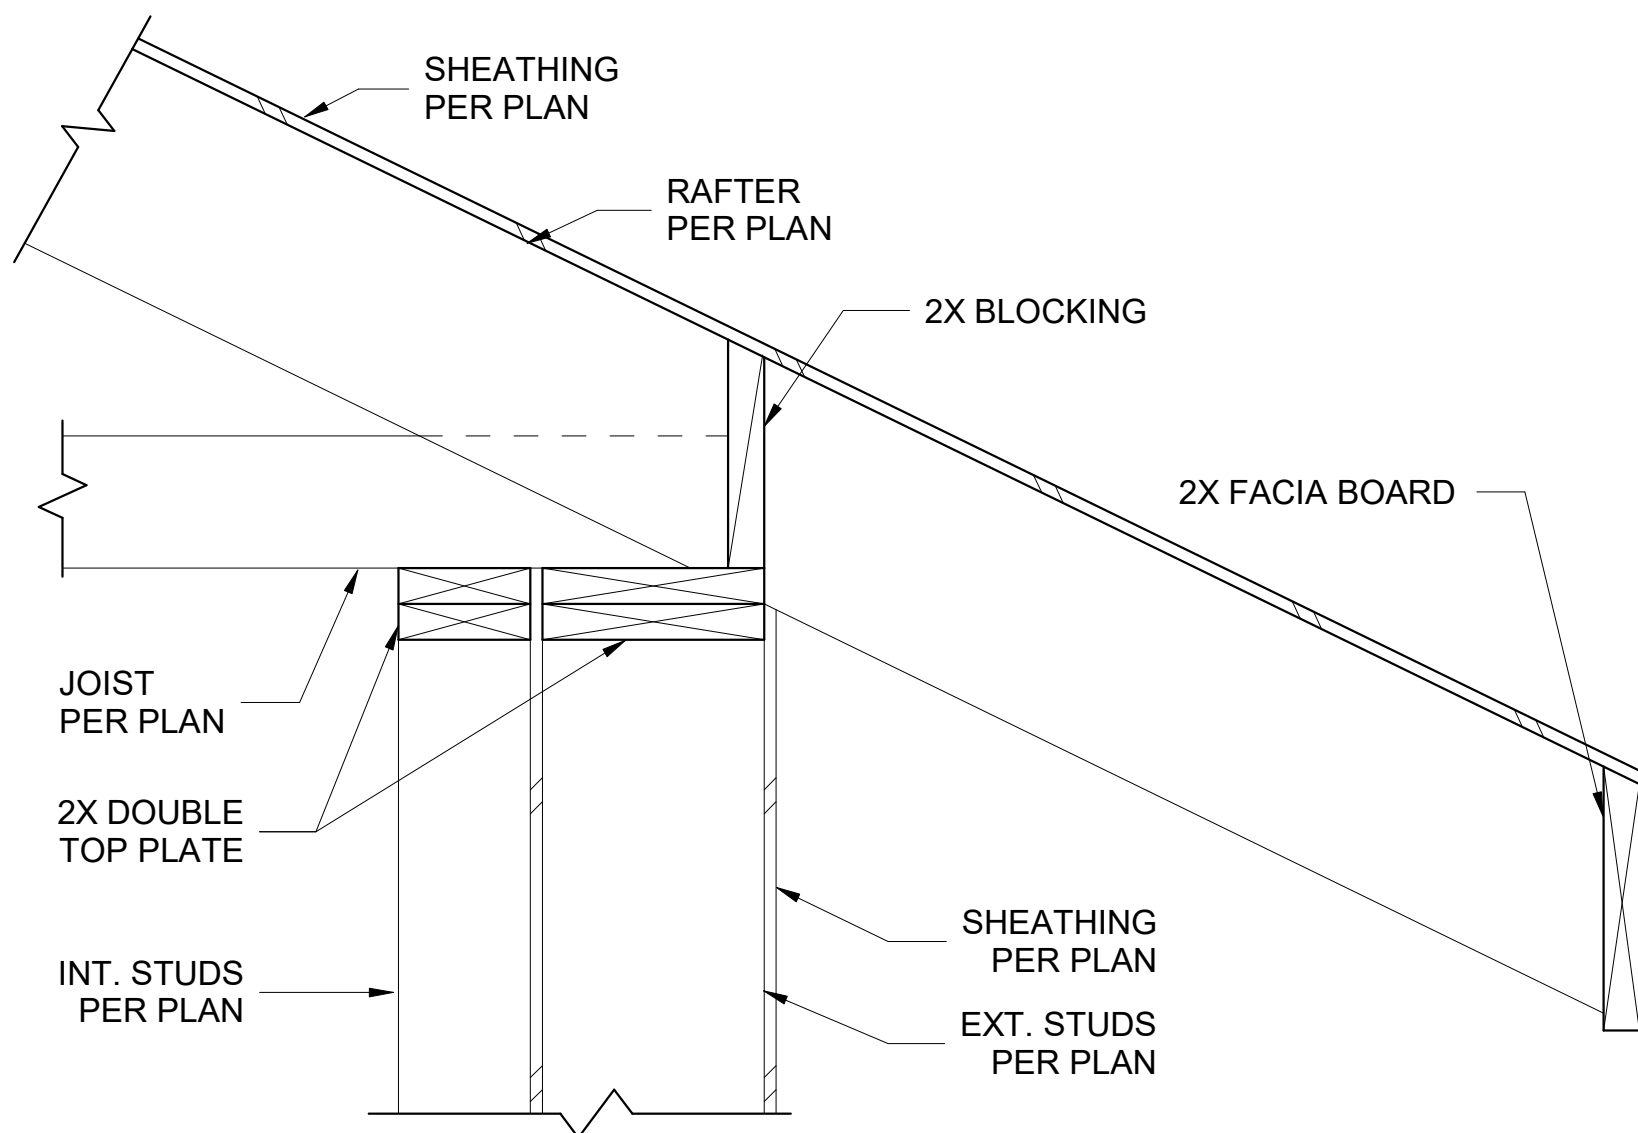 SHEATHING
PER PLAN
RAFTER
PER PLAN
2X BLOCKING
2X FACIA BOARD
JOIST
PER PLAN
2X DOUBLE
TOP PLATE
INT. STUDS
PER PLAN
SHEATHING
PER PLAN
EXT. STUDS
PER PLAN